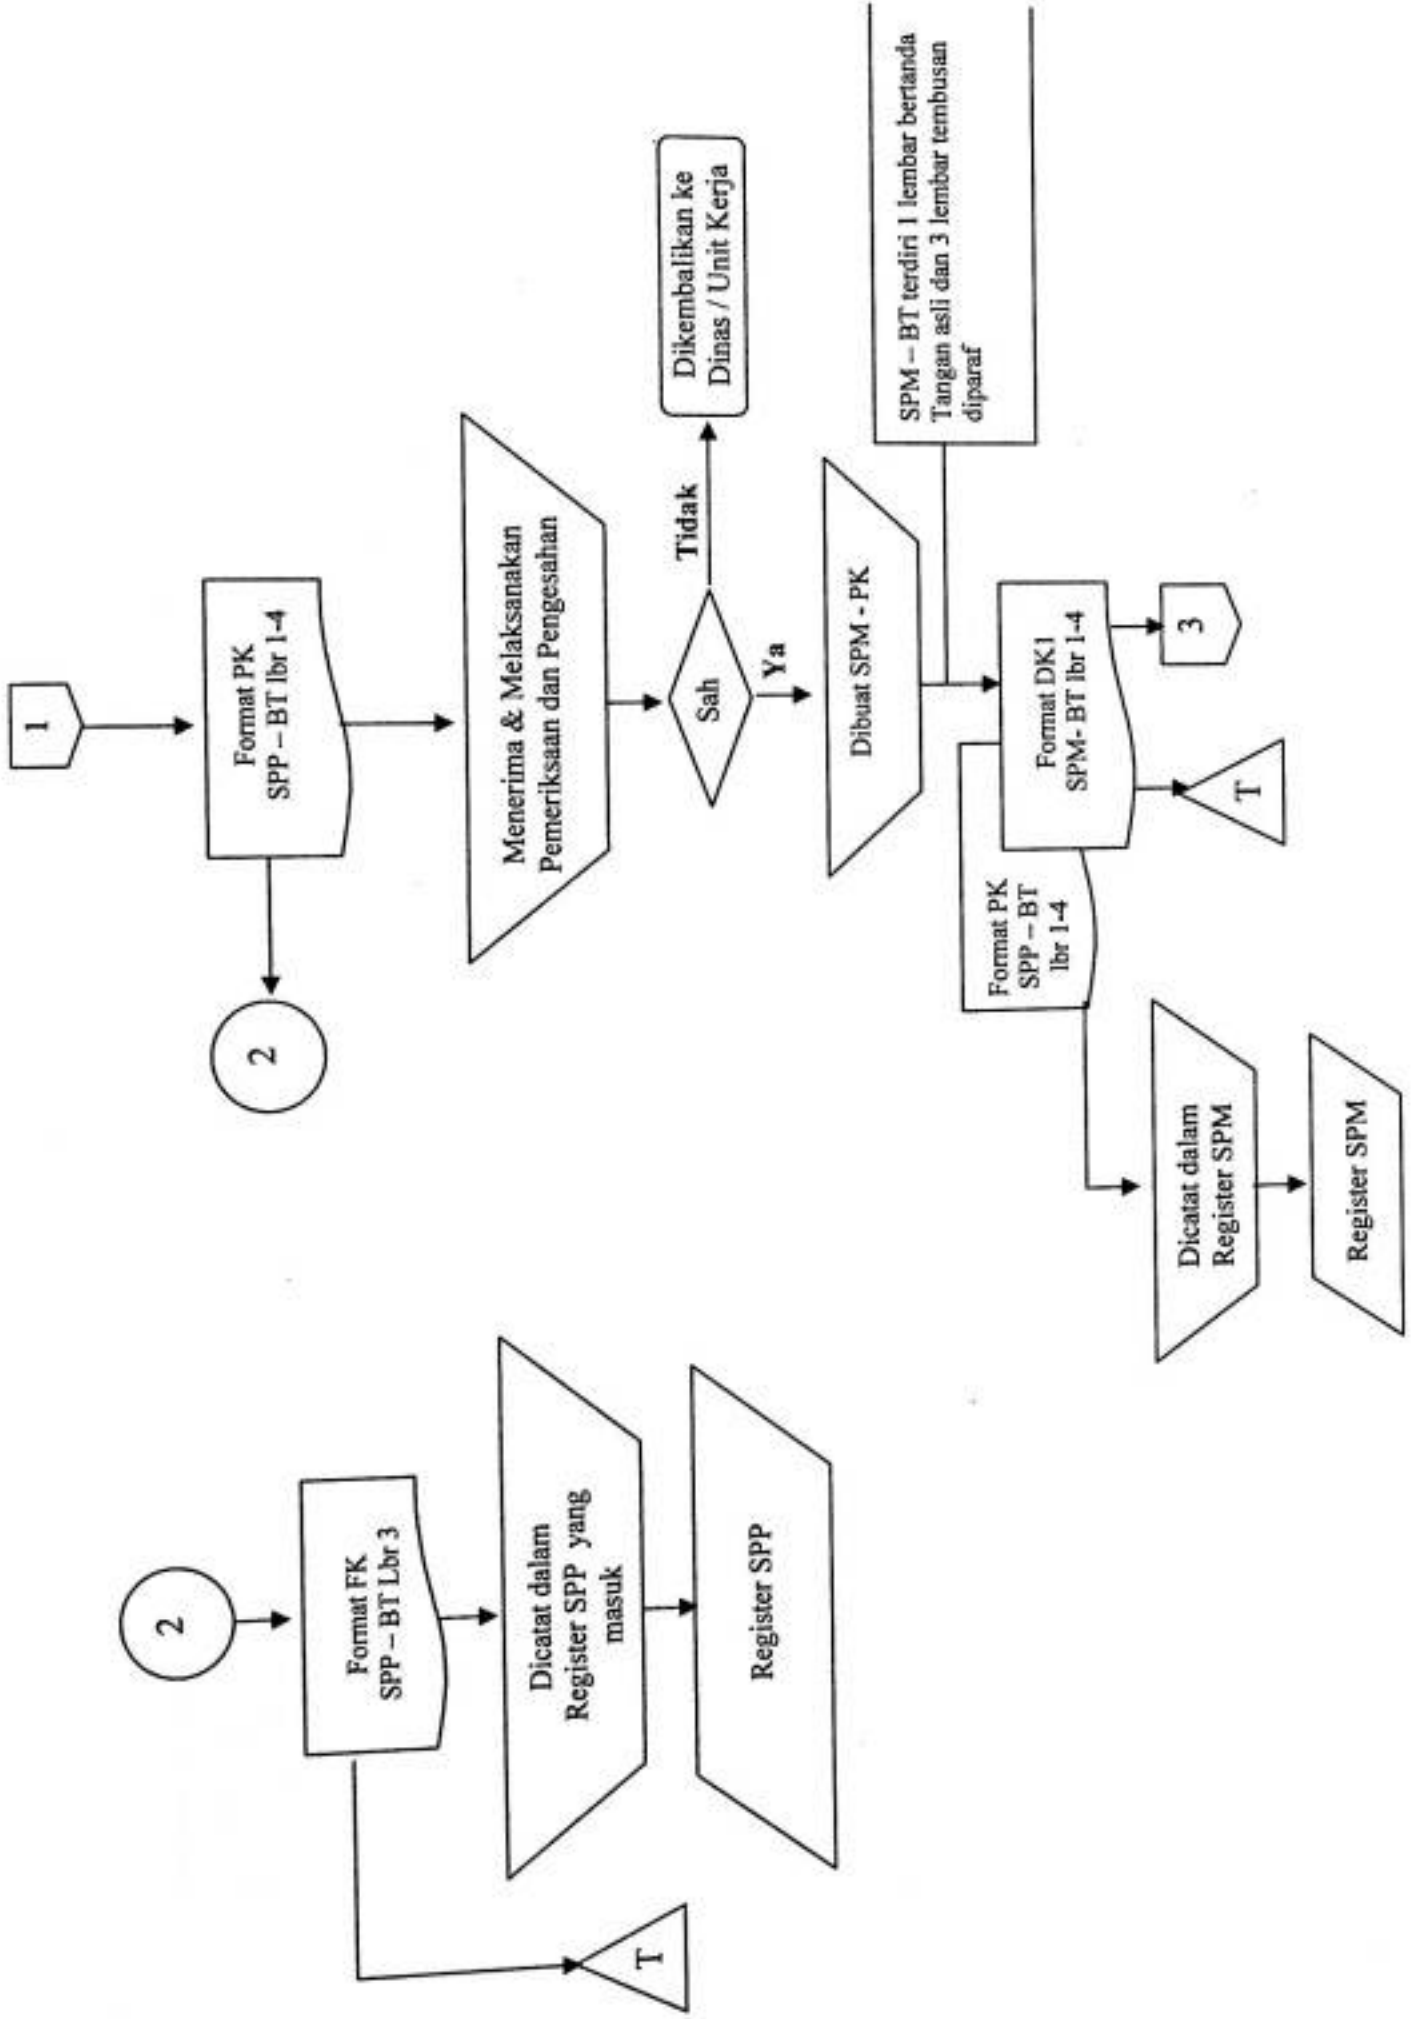 1
Format PK
SPP – BT lbr 1-4
2
Menerima & Melaksanakan
Pemeriksaan dan Pengesahan
Sah
Tidak
Dikembalikan ke
Dinas / Unit Kerja
Ya
Dibuat SPM - PK
SPM – BT terdiri 1 lembar bertanda
Tangan asli dan 3 lembar tembusan
diparaf
Format DK1
SPM- BT lbr 1-4
3
T
Format PK
SPP – BT
lbr 1-4
Dicatat dalam
Register SPM
Register SPM
2
Format FK
SPP – BT Lbr 3
Dicatat dalam
Register SPP yang
masuk
Register SPP
T